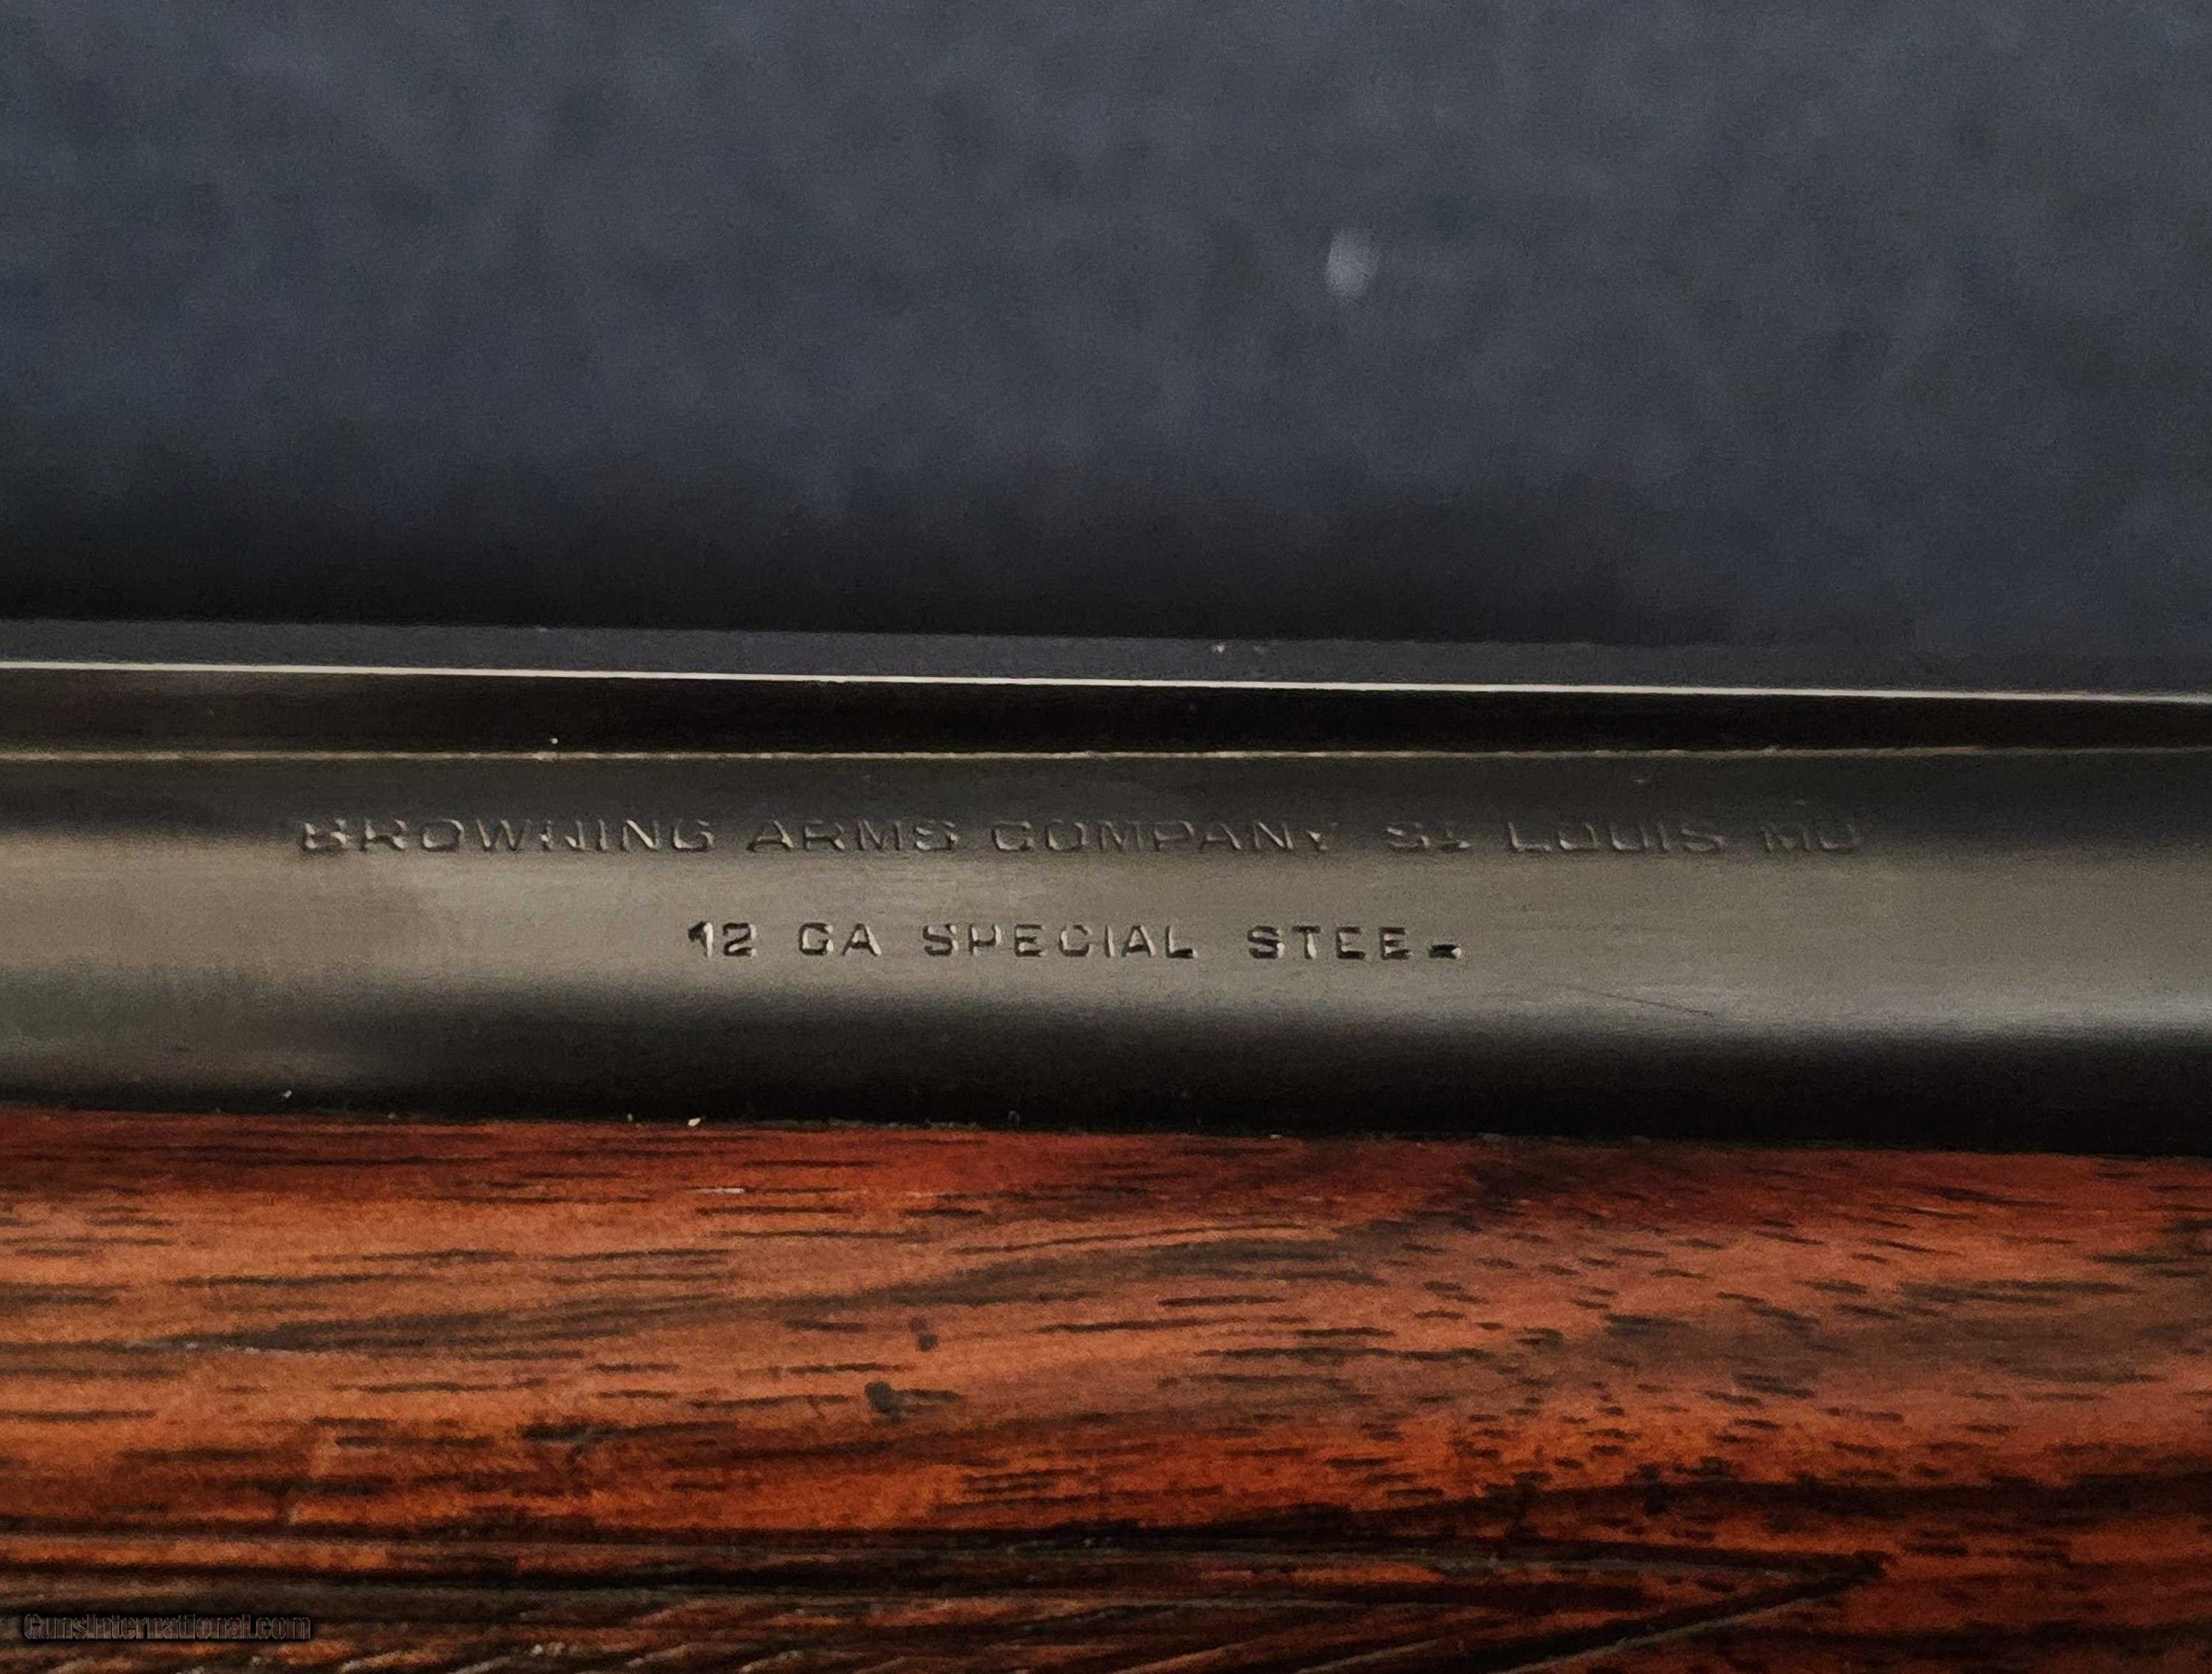 BROWNING ARMS COMPANY St LOUIS MO
12 GA SPECIAL STEEL
GunsInternational.com